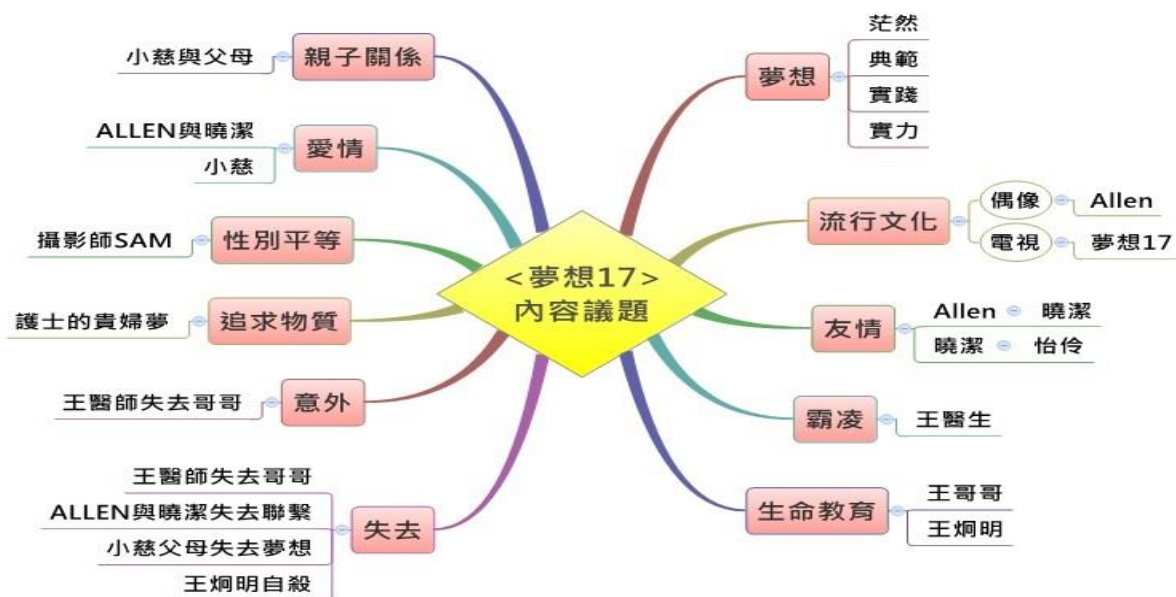 <夢想17>
內容議題
夢想
茫然
典範
實踐
實力
流行文化
偶像
Allen
電視
夢想17
友情
Allen 曉潔
曉潔 怡伶
霸凌
王醫生
生命教育
王哥哥
王炯明
親子關係
小慈與父母
愛情
ALLEN與曉潔
小慈
性別平等
攝影師SAM
追求物質
護士的貴婦夢
意外
王醫師失去哥哥
失去
王醫師失去哥哥
ALLEN與曉潔失去聯繫
小慈父母失去夢想
王炯明自殺